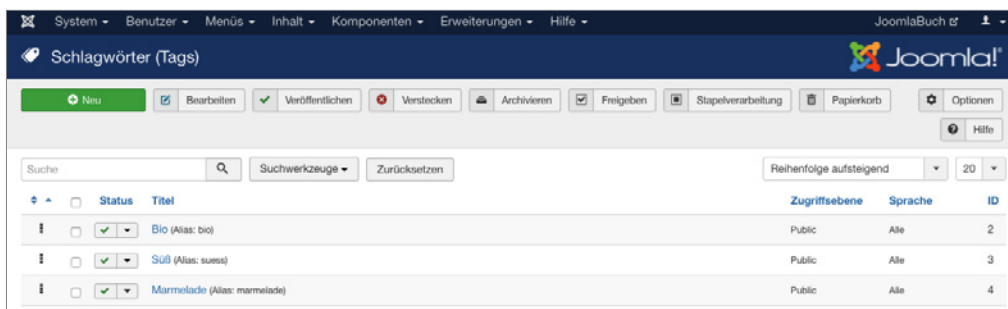 System Benutzer Menüs Inhalt Komponenten Erweiterungen Hilfe JoomlaBuch
Schlagwörter (Tags) Joomla!
Neu Bearbeiten Veröffentlichen Verstecken Archivieren Freigeben Stapelverarbeitung Papierkorb Optionen
Hilfe
Suche Suchwerkzeuge Zurücksetzen Reihenfolge aufsteigend 20
Status Titel Zugriffsebene Sprache ID
Bio (Alias: bio) Public Alle 2
Süß (Alias: suess) Public Alle 3
Marmelade (Alias: marmelade) Public Alle 4